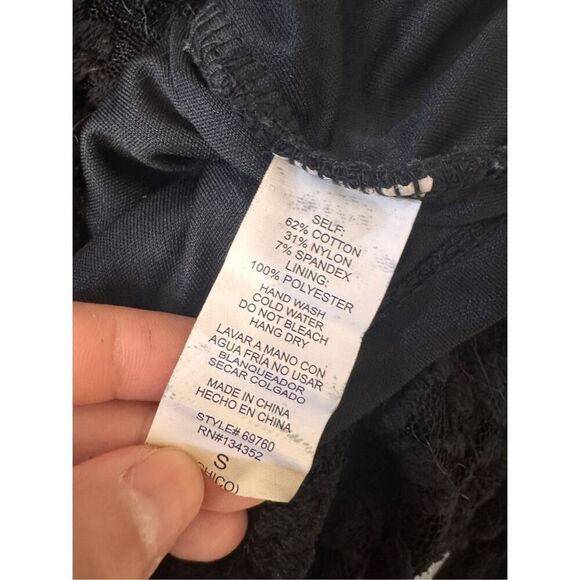 SELF:
62% COTTON
31% NYLON
7% SPANDEX
LINING:
100% POLYESTER
HAND WASH
COLD WATER
DO NOT BLEACH
HANG DRY
LAVAR A MANO CON
AGUA FRÍA NO USAR
BLANQUEADOR
SECAR COLGADO
MADE IN CHINA
HECHO EN CHINA
STYLE# 69760
RN#134352
S
CHICO)